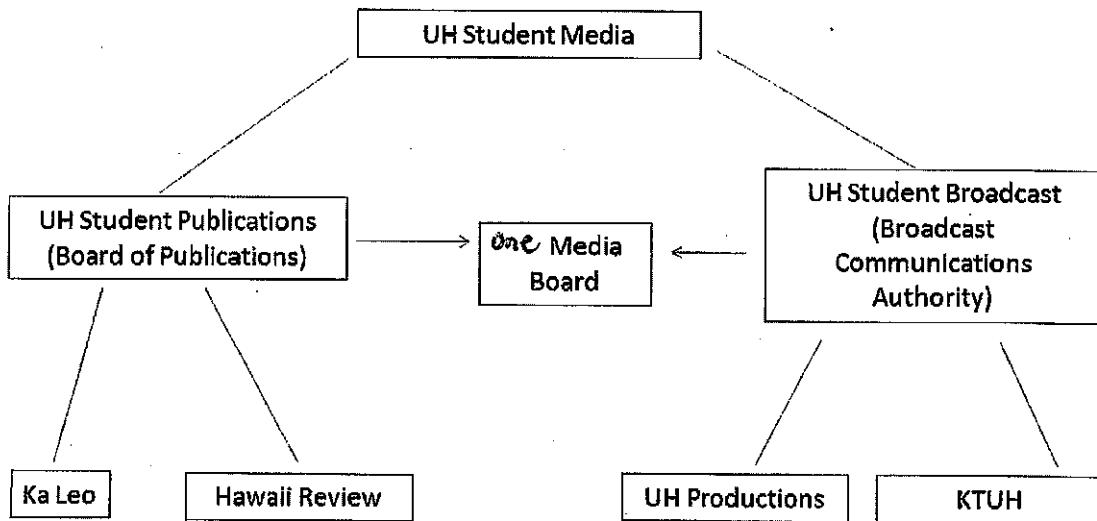 UH Student Media
UH Student Publications
(Board of Publications)
one Media
Board
UH Student Broadcast
(Broadcast
Communications
Authority)
Ka Leo
Hawaii Review
UH Productions
KTUH